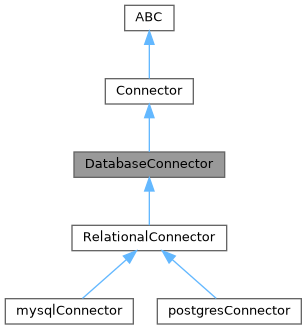 ABC
Connector
DatabaseConnector
RelationalConnector
mysqlConnector
postgresConnector